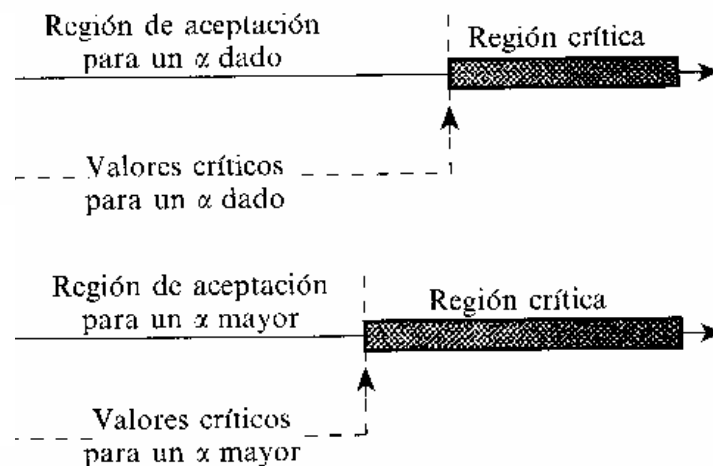 Región de aceptación
para un α dado
Región crítica
Valores críticos
para un α dado
Región de aceptación
para un α mayor
Región crítica
Valores críticos
para un α mayor